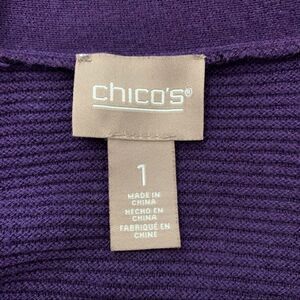 chico's®
1
MADE IN
CHINA
HECHO EN
CHINA
FABRIQUÉ EN
CHINE